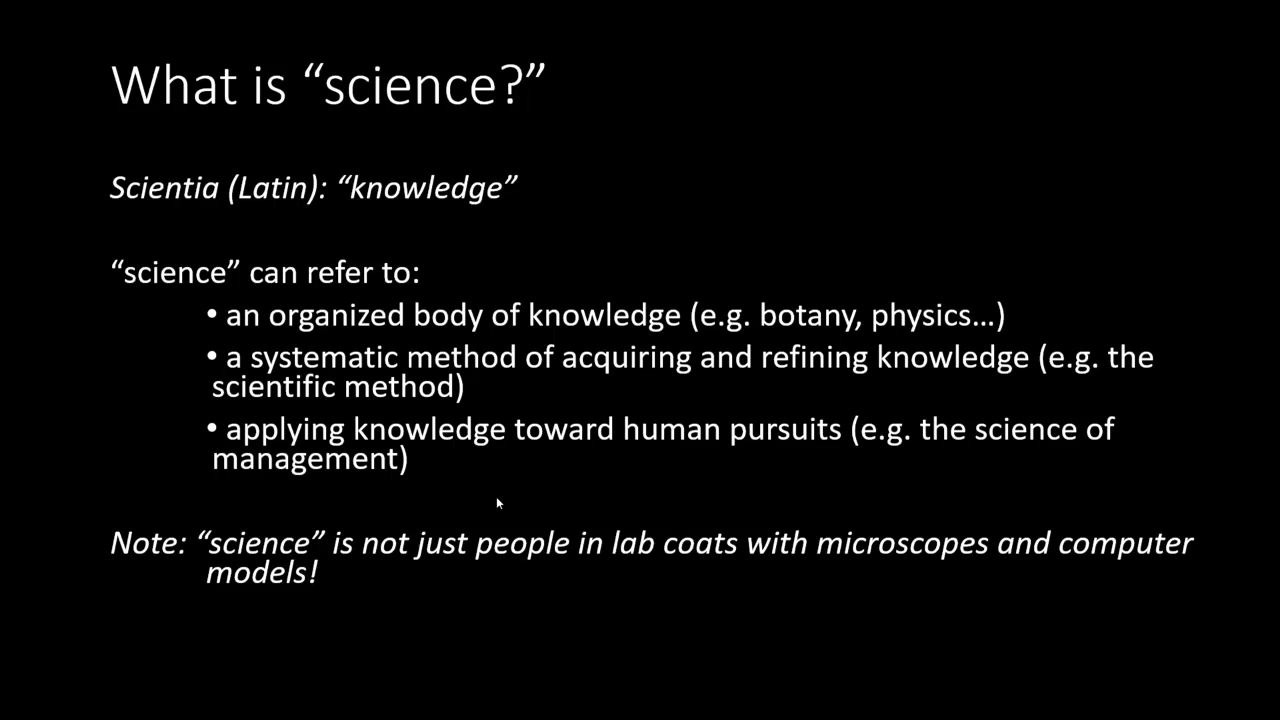 What is “science?”
Scientia (Latin): “knowledge”
“science” can refer to:
• an organized body of knowledge (e.g. botany, physics…)
• a systematic method of acquiring and refining knowledge (e.g. the
scientific method)
• applying knowledge toward human pursuits (e.g. the science of
management)
Note: “science” is not just people in lab coats with microscopes and computer
models!